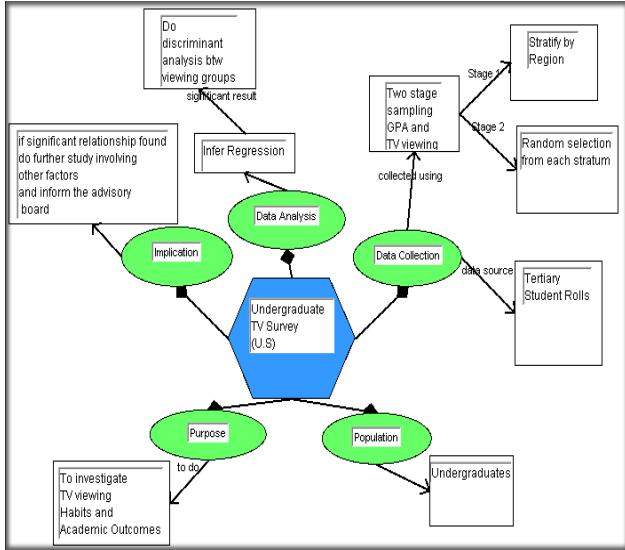 Do
discriminant
analysis btw
viewing groups
significant result
Infer Regression
Data Analysis
if significant relationship found
do further study involving
other factors
and inform the advisory
board
Implication
Two stage
sampling
GPA and
TV viewing
collected using
Data Collection
Stage 1
Stratify by
Region
Stage 2
Random selection
from each stratum
data source
Tertiary
Student Rolls
Undergraduate
TV Survey
(U.S)
Purpose
to do
To investigate
TV viewing
Habits and
Academic Outcomes
Population
Undergraduates